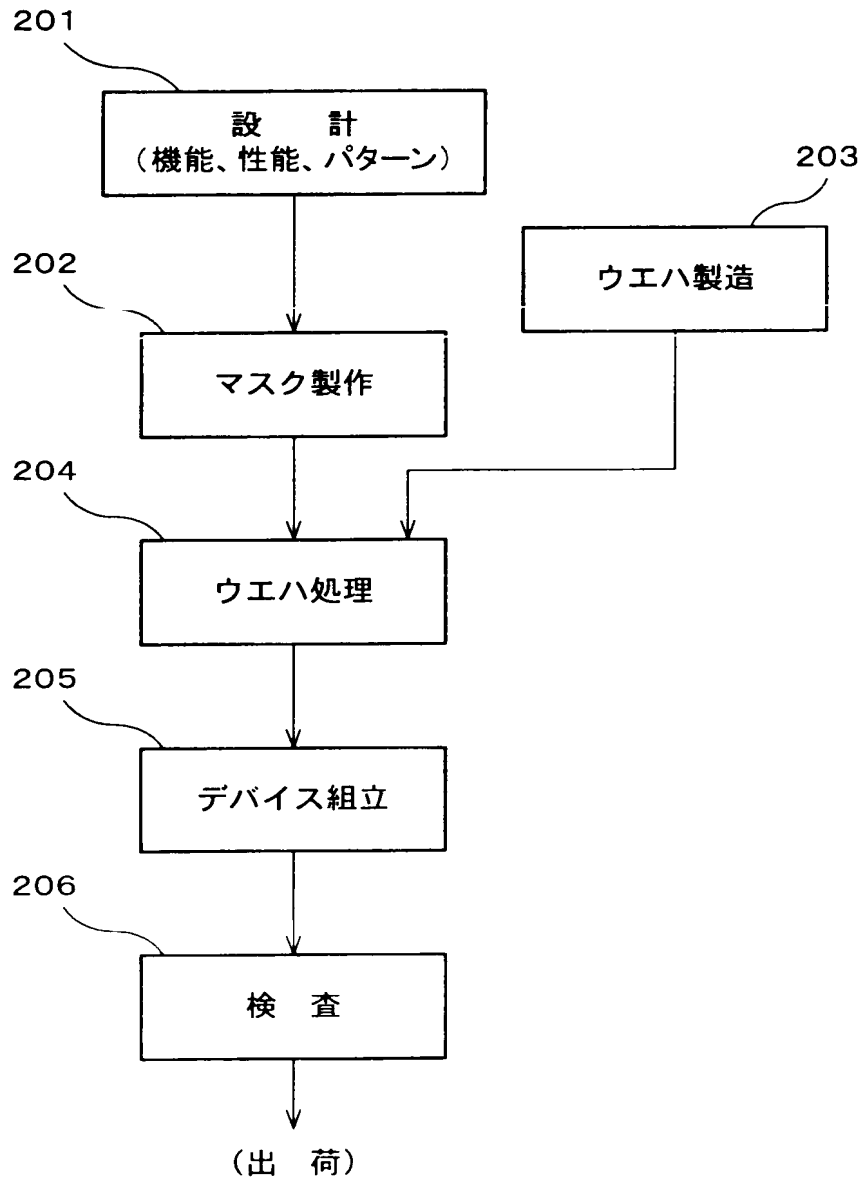 201
設　計
（機能、性能、パターン）
203
ウエハ製造
202
マスク製作
204
ウエハ処理
205
デバイス組立
206
検　査
（出　荷）